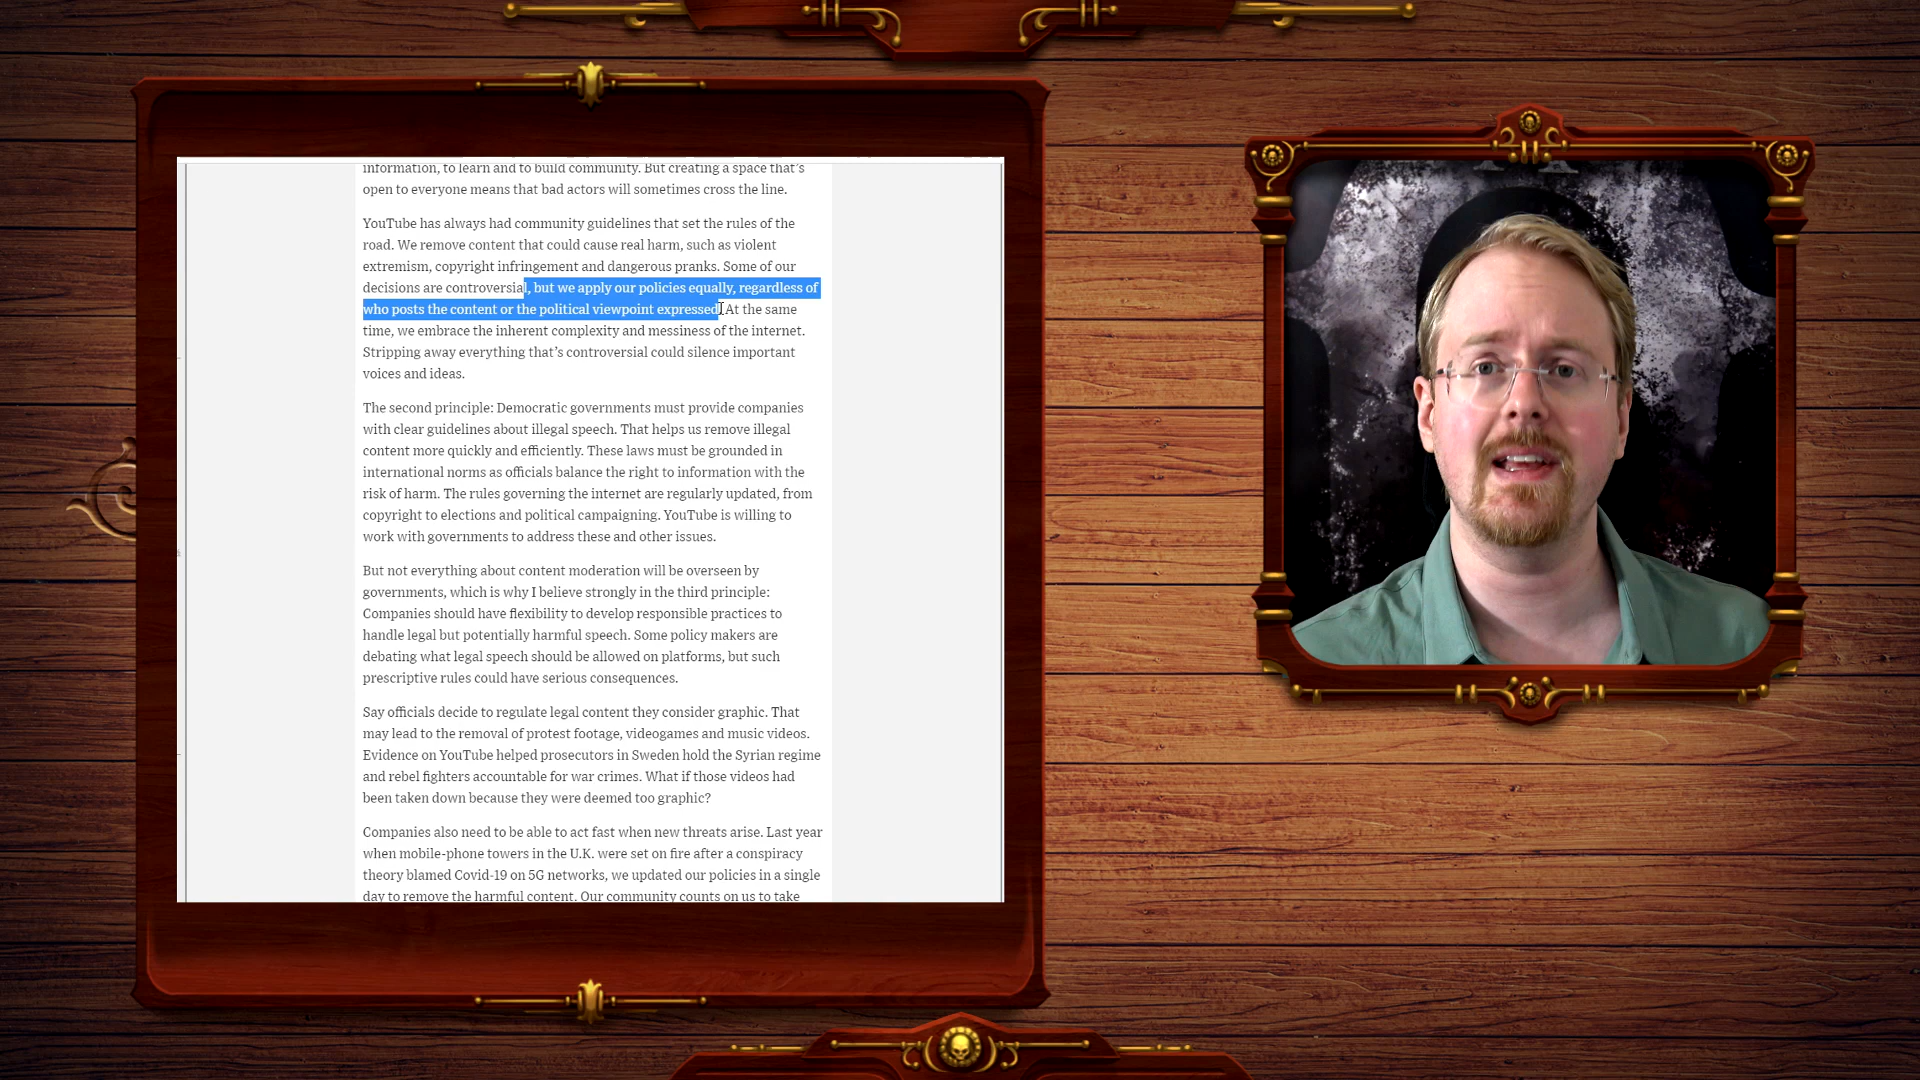 information, to learn and to build community. But creating a space that's
open to everyone means that bad actors will sometimes cross the line.
YouTube has always had community guidelines that set the rules of the
road. We remove content that could cause real harm, such as violent
extremism, copyright infringement and dangerous pranks. Some of our
decisions are controversial, but we apply our policies equally, regardless of
who posts the content or the political viewpoint expressed. At the same
time, we embrace the inherent complexity and messiness of the internet.
Stripping away everything that's controversial could silence important
voices and ideas.
The second principle: Democratic governments must provide companies
with clear guidelines about illegal speech. That helps us remove illegal
content more quickly and efficiently. These laws must be grounded in
international norms as officials balance the right to information with the
risk of harm. The rules governing the internet are regularly updated, from
copyright to elections and political campaigning. YouTube is willing to
work with governments to address these and other issues.
But not everything about content moderation will be overseen by
governments, which is why I believe strongly in the third principle:
Companies should have flexibility to develop responsible practices to
handle legal but potentially harmful speech. Some policy makers are
debating what legal speech should be allowed on platforms, but such
prescriptive rules could have serious consequences.
Say officials decide to regulate legal content they consider graphic. That
may lead to the removal of protest footage, videogames and music videos.
Evidence on YouTube helped prosecutors in Sweden hold the Syrian regime
and rebel fighters accountable for war crimes. What if those videos had
been taken down because they were deemed too graphic?
Companies also need to be able to act fast when new threats arise. Last year
when mobile-phone towers in the U.K. were set on fire after a conspiracy
theory blamed Covid-19 on 5G networks, we updated our policies in a single
day to remove the harmful content. Our community counts on us to take